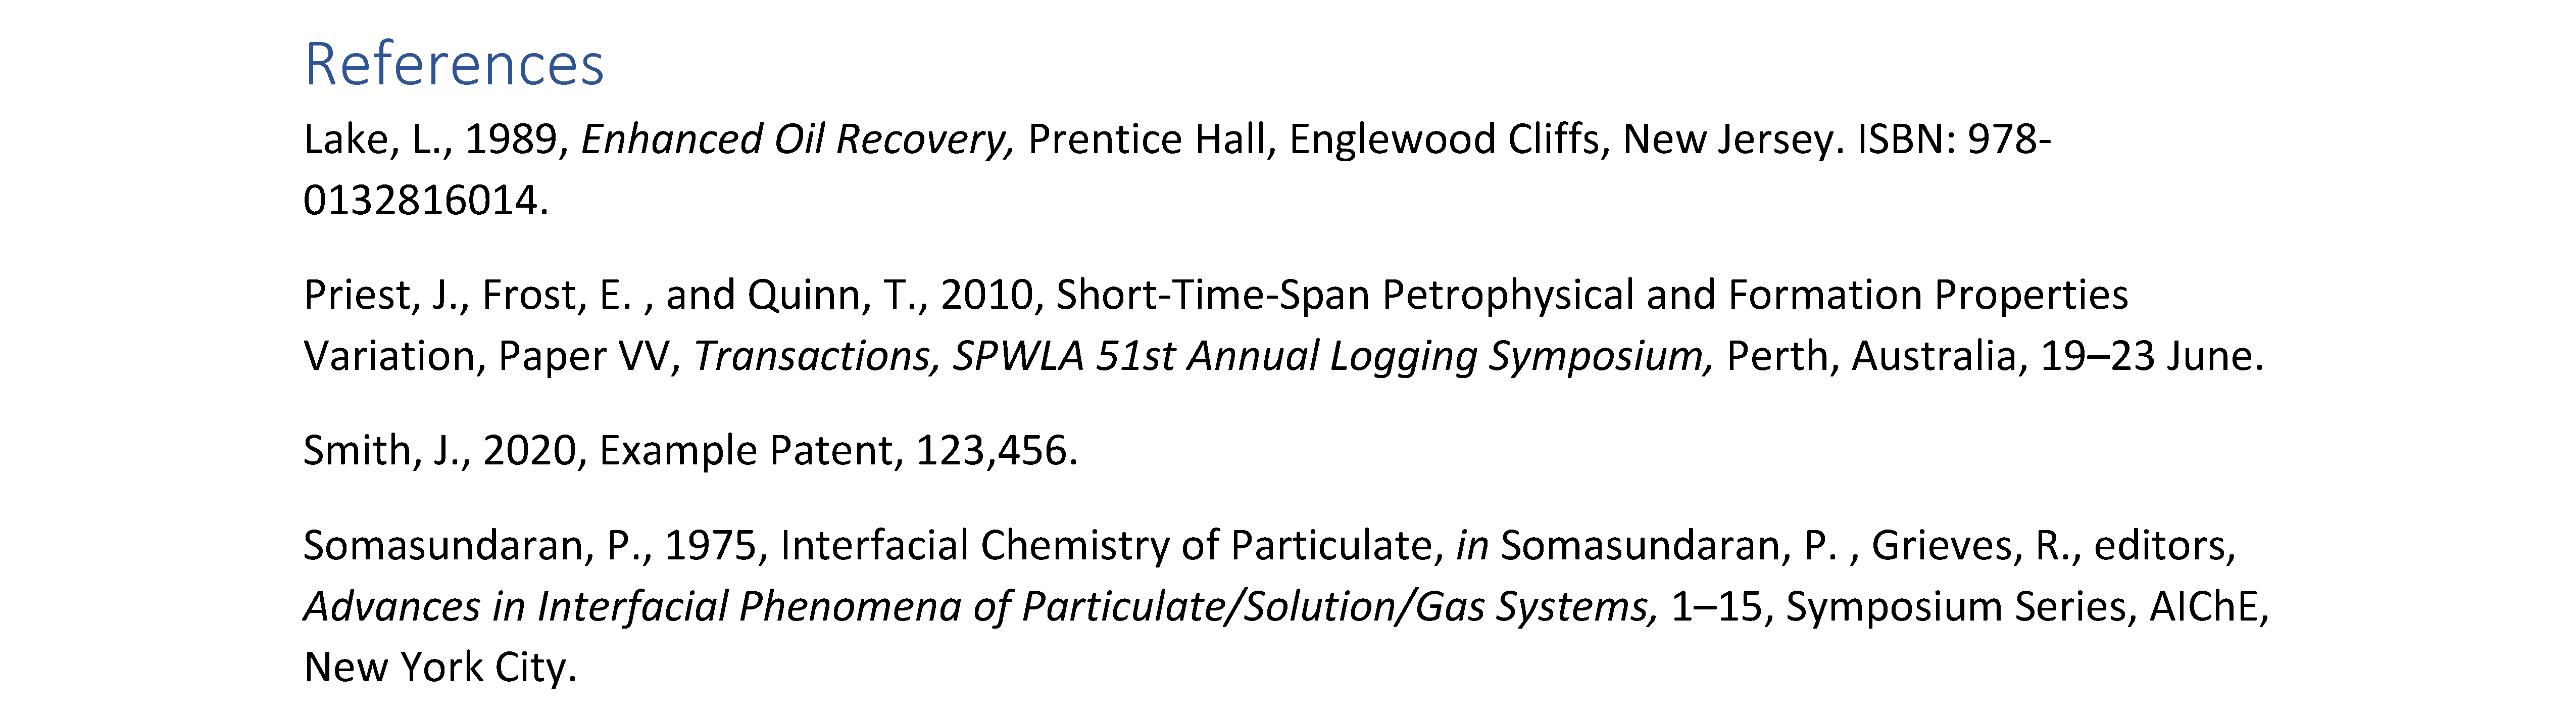 References
Lake, L., 1989, Enhanced Oil Recovery, Prentice Hall, Englewood Cliffs, New Jersey. ISBN: 978-
0132816014.
Priest, J., Frost, E. , and Quinn, T., 2010, Short-Time-Span Petrophysical and Formation Properties
Variation, Paper VV, Transactions, SPWLA 51st Annual Logging Symposium, Perth, Australia, 19–23 June.
Smith, J., 2020, Example Patent, 123,456.
Somasundaran, P., 1975, Interfacial Chemistry of Particulate, in Somasundaran, P. , Grieves, R., editors,
Advances in Interfacial Phenomena of Particulate/Solution/Gas Systems, 1–15, Symposium Series, AIChE,
New York City.